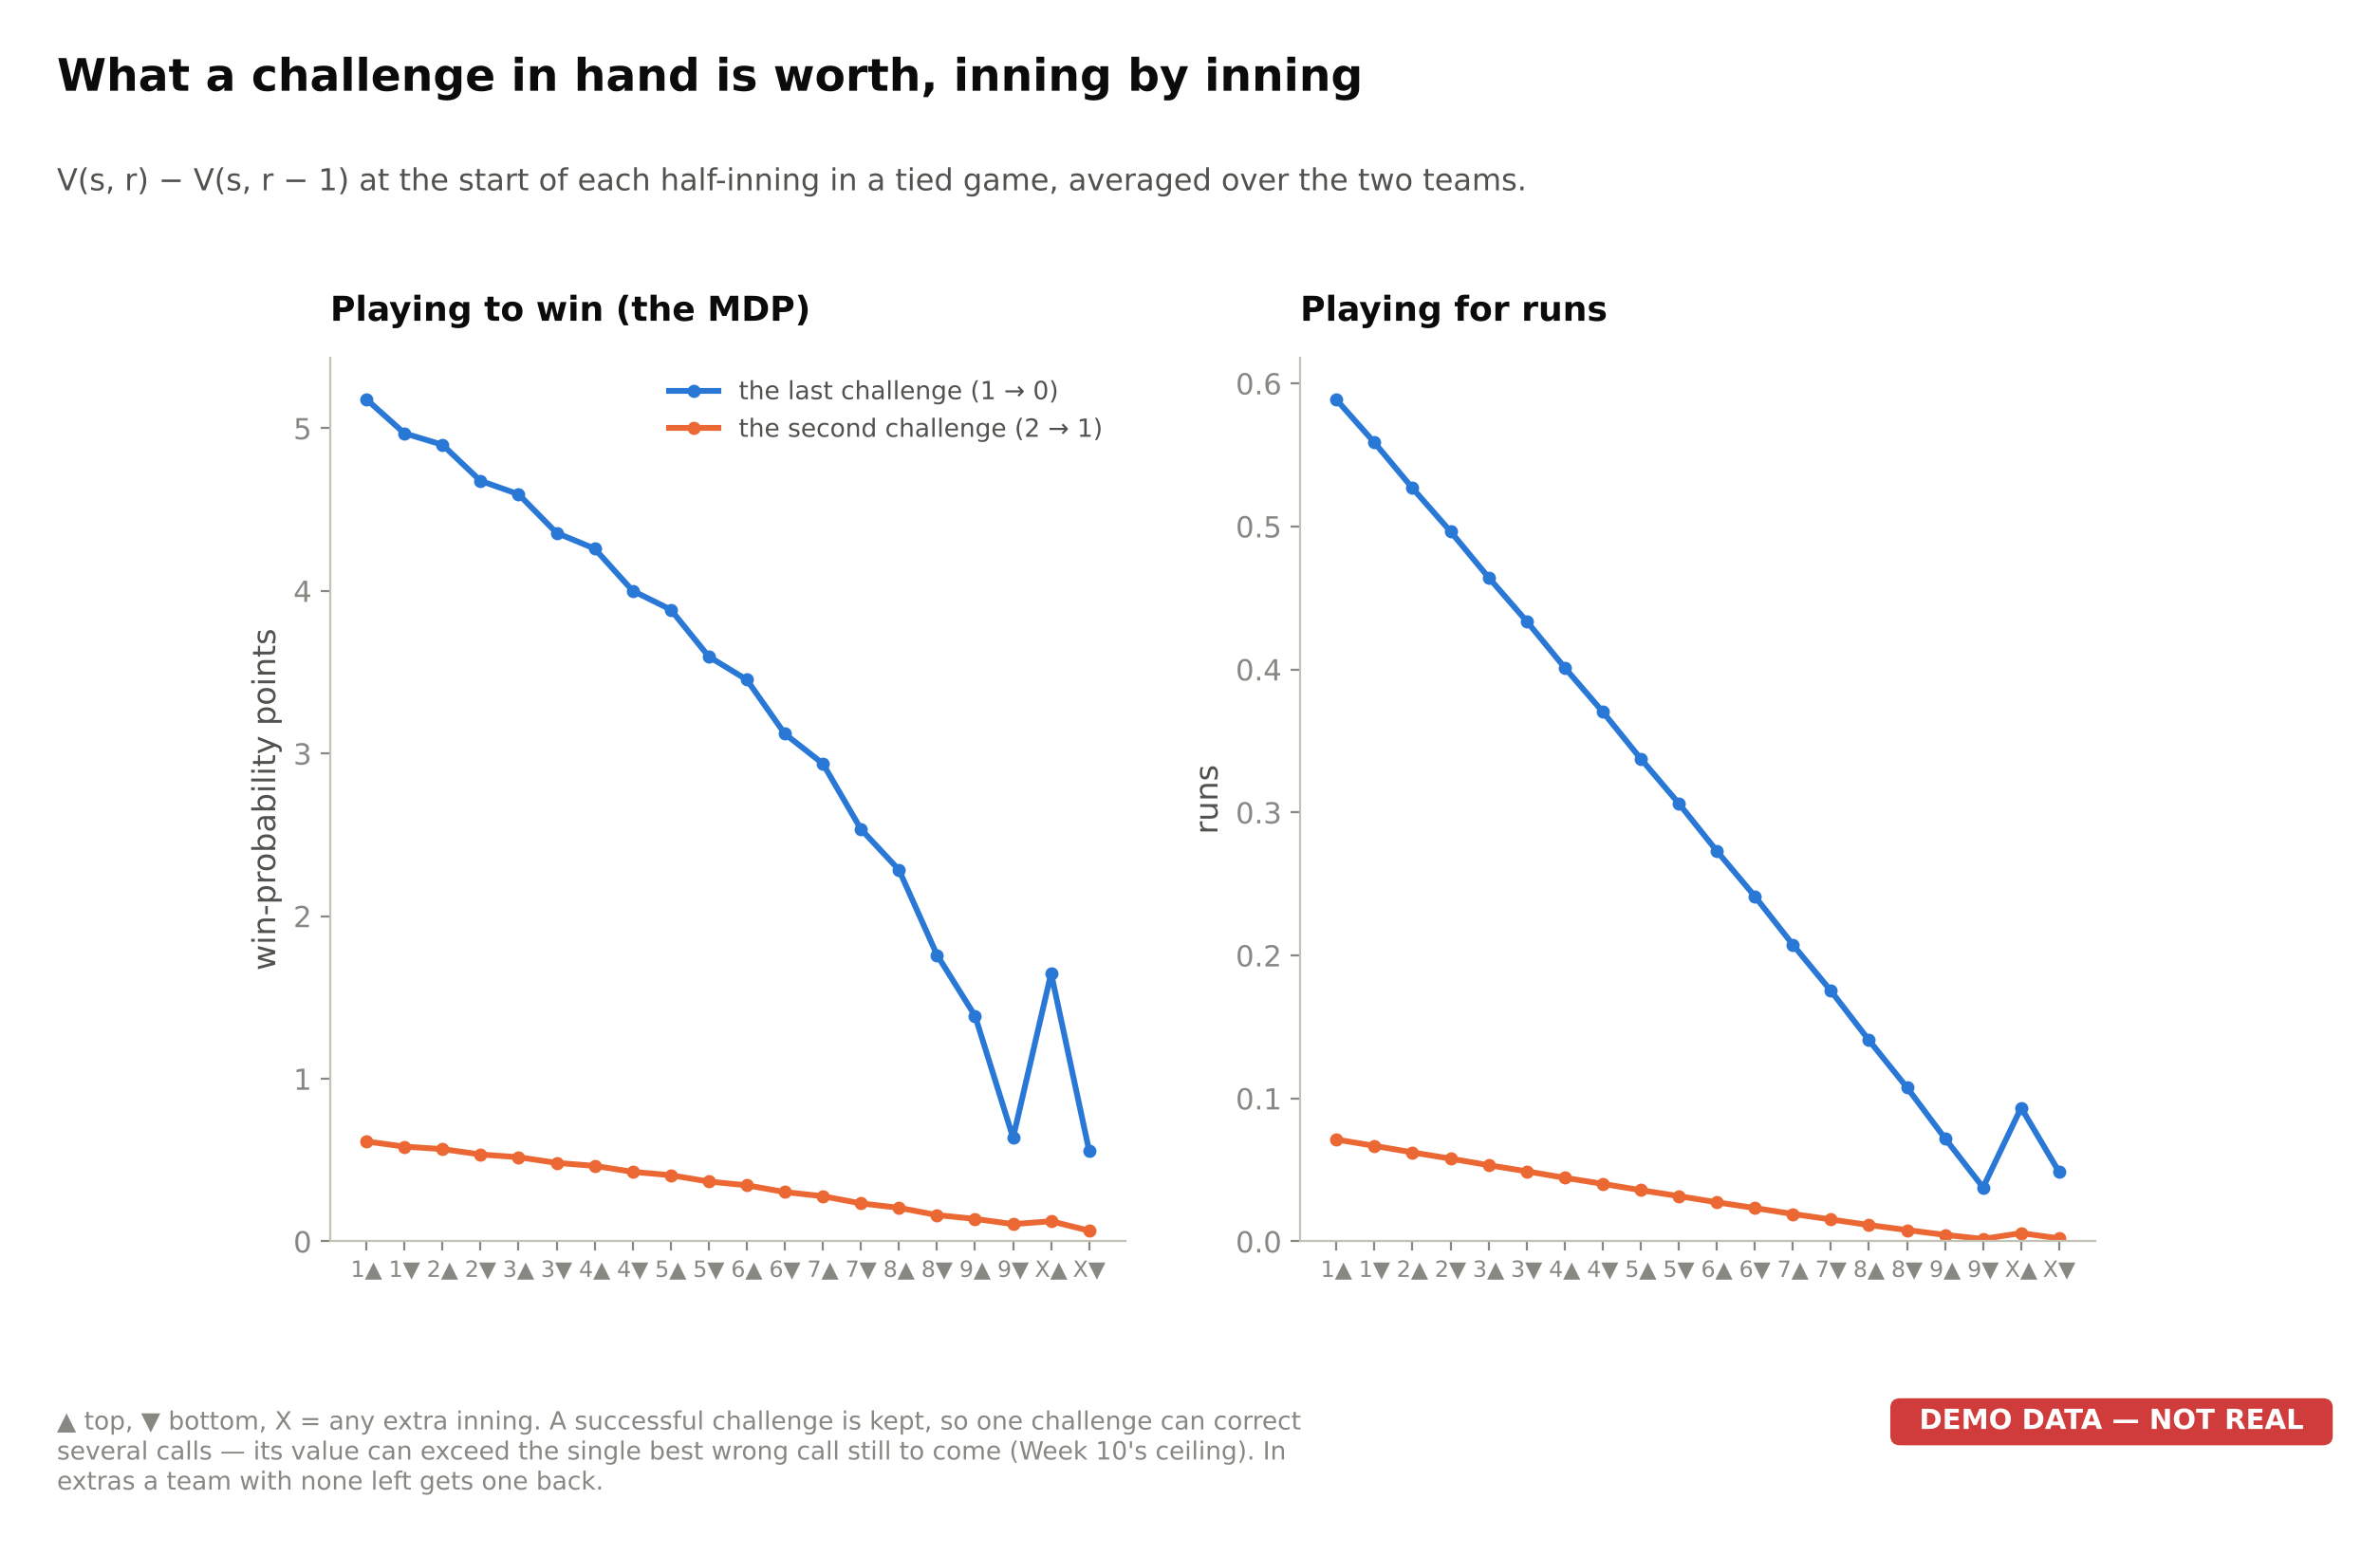 What a challenge in hand is worth, inning by inning
V(s, r) − V(s, r − 1) at the start of each half-inning in a tied game, averaged over the two teams.
Playing to win (the MDP)
the last challenge (1 → 0)
the second challenge (2 → 1)
win-probability points
5
4
3
2
1
0
1▲ 1▼ 2▲ 2▼ 3▲ 3▼ 4▲ 4▼ 5▲ 5▼ 6▲ 6▼ 7▲ 7▼ 8▲ 8▼ 9▲ 9▼ X▲ X▼
Playing for runs
runs
0.6
0.5
0.4
0.3
0.2
0.1
0.0
1▲ 1▼ 2▲ 2▼ 3▲ 3▼ 4▲ 4▼ 5▲ 5▼ 6▲ 6▼ 7▲ 7▼ 8▲ 8▼ 9▲ 9▼ X▲ X▼
▲ top, ▼ bottom, X = any extra inning. A successful challenge is kept, so one challenge can correct
several calls — its value can exceed the single best wrong call still to come (Week 10's ceiling). In
extras a team with none left gets one back.
DEMO DATA — NOT REAL